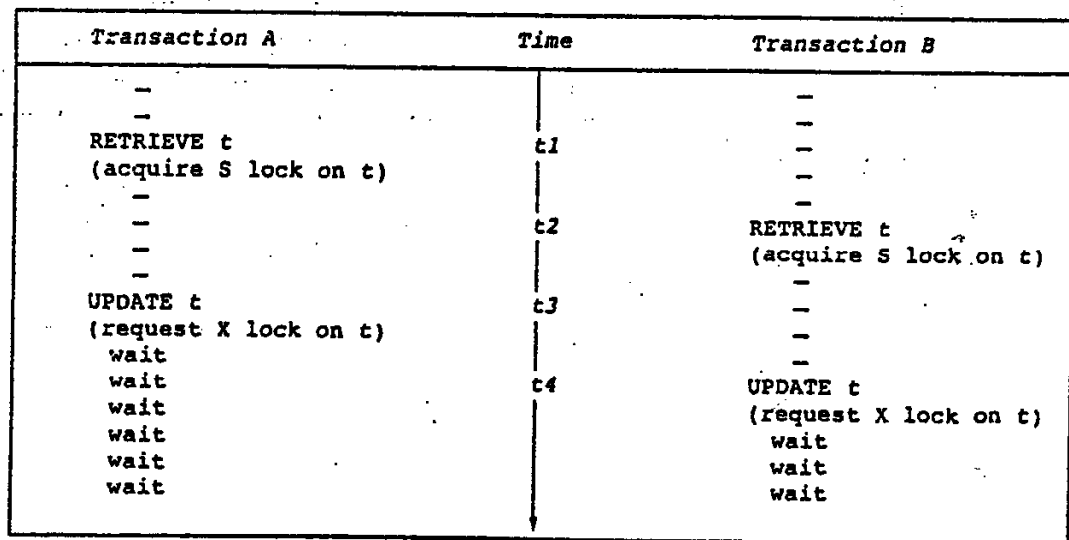 Transaction A Time Transaction B
—
—
—
—
RETRIEVE t t1 —
(acquire S lock on t) —
—
—
— t2 RETRIEVE t
— (acquire S lock on t)
— —
UPDATE t t3 —
(request X lock on t) —
wait —
wait t4 UPDATE t
wait (request X lock on t)
wait wait
wait wait
wait wait